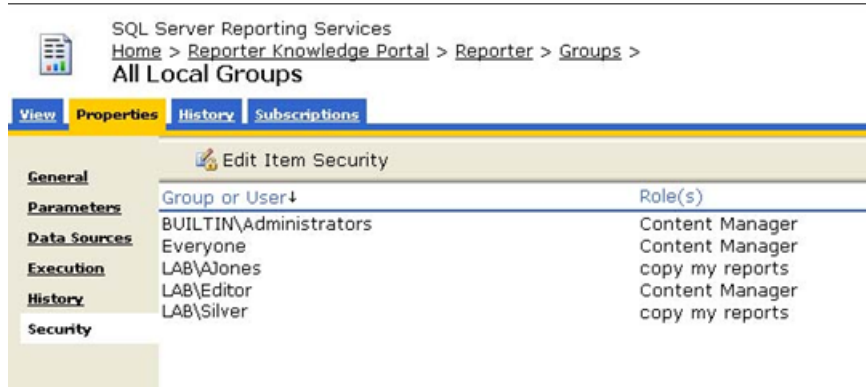 SQL Server Reporting Services
Home > Reporter Knowledge Portal > Reporter > Groups >
All Local Groups
View Properties History Subscriptions
Edit Item Security
General
Parameters
Data Sources
Execution
History
Security
Group or User↓ Role(s)
BUILTIN\Administrators Content Manager
Everyone Content Manager
LAB\AJones copy my reports
LAB\Editor Content Manager
LAB\Silver copy my reports